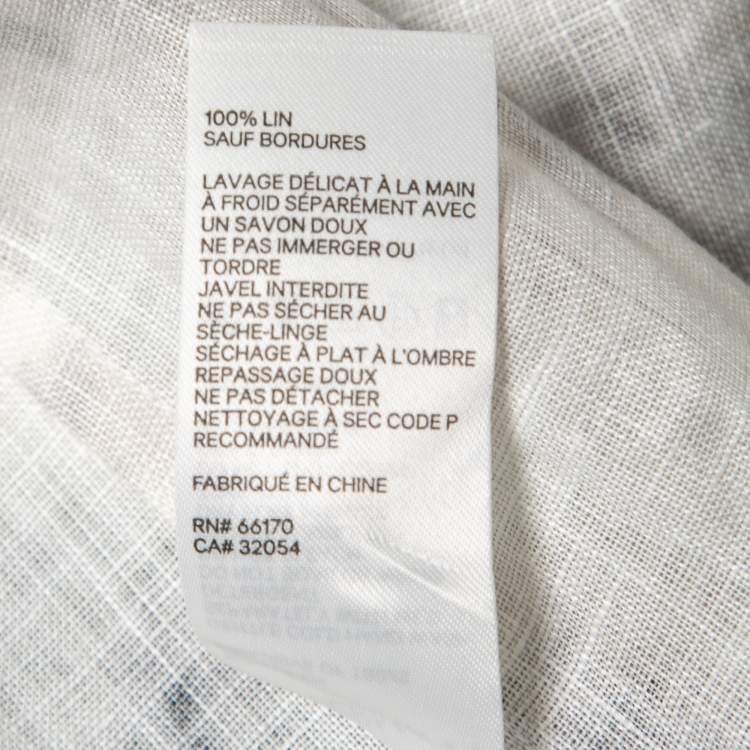 100% LIN
SAUF BORDURES
LAVAGE DÉLICAT À LA MAIN
À FROID SÉPARÉMENT AVEC
UN SAVON DOUX
NE PAS IMMERGER OU
TORDRE
JAVEL INTERDITE
NE PAS SÉCHER AU
SÈCHE-LINGE
SÉCHAGE À PLAT À L'OMBRE
REPASSAGE DOUX
NE PAS DÉTACHER
NETTOYAGE À SEC CODE P
RECOMMANDÉ
FABRIQUÉ EN CHINE
RN# 66170
CA# 32054